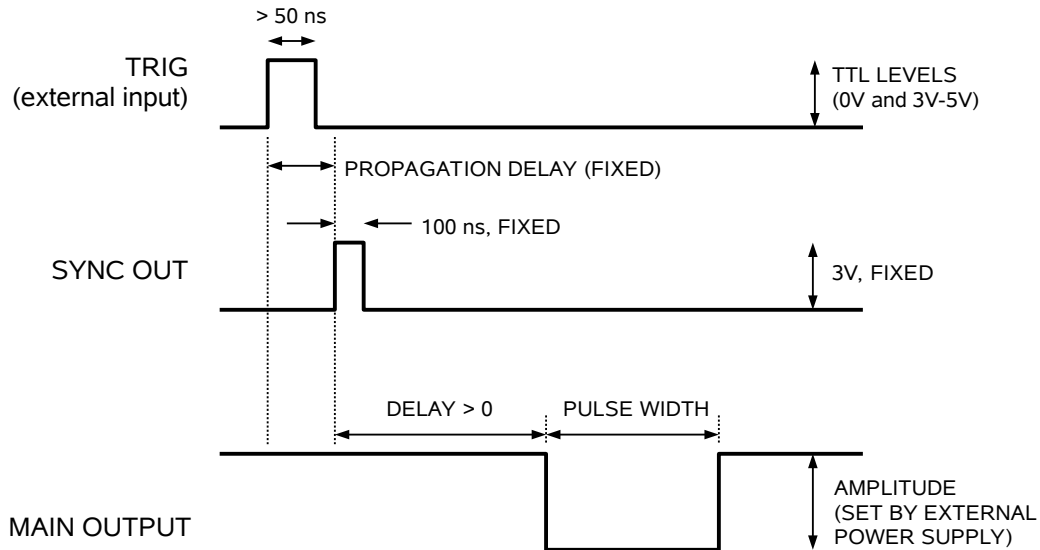 > 50 ns
TRIG
(external input)
TTL LEVELS
(0V and 3V-5V)
PROPAGATION DELAY (FIXED)
100 ns, FIXED
SYNC OUT
3V, FIXED
DELAY > 0
PULSE WIDTH
AMPLITUDE
(SET BY EXTERNAL
POWER SUPPLY)
MAIN OUTPUT